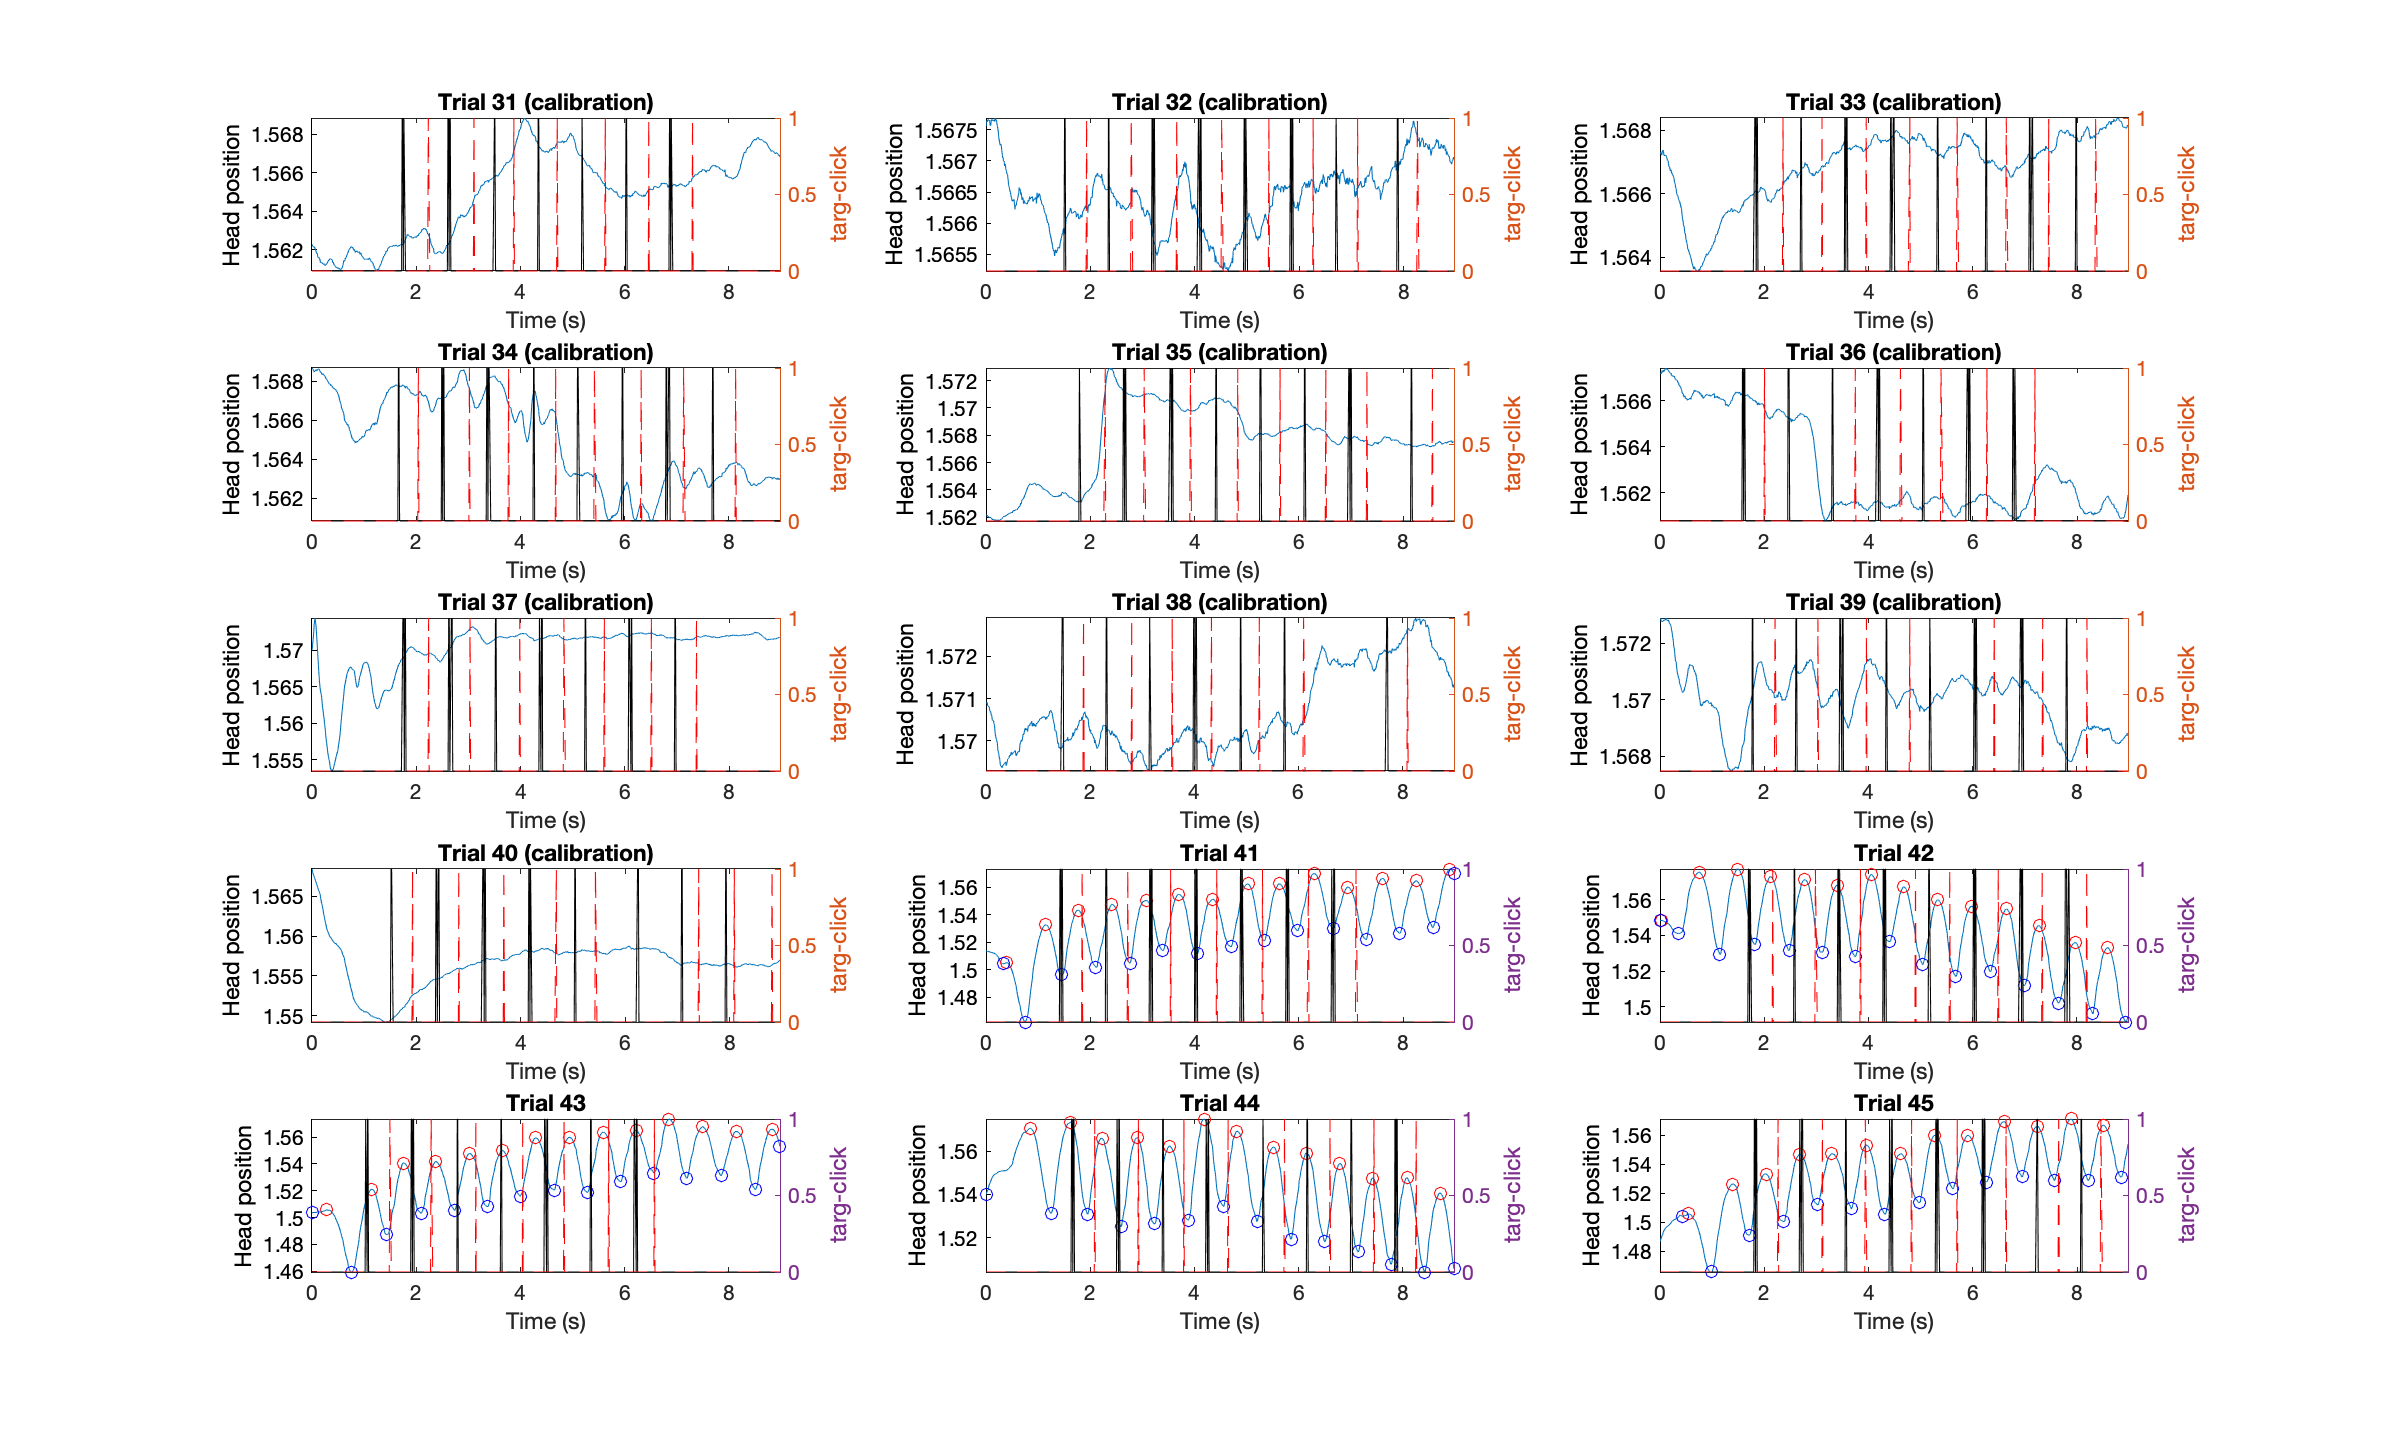 Trial 31 (calibration)
Head position
1.568
1.566
1.564
1.562
1
0.5
0
targ-click
0 2 4 6 8
Time (s)
Trial 32 (calibration)
Head position
1.5675
1.567
1.5665
1.566
1.5655
1
0.5
0
targ-click
0 2 4 6 8
Time (s)
Trial 33 (calibration)
Head position
1.568
1.566
1.564
1
0.5
0
targ-click
0 2 4 6 8
Time (s)
Trial 34 (calibration)
Head position
1.568
1.566
1.564
1.562
1
0.5
0
targ-click
0 2 4 6 8
Time (s)
Trial 35 (calibration)
Head position
1.572
1.57
1.568
1.566
1.564
1.562
1
0.5
0
targ-click
0 2 4 6 8
Time (s)
Trial 36 (calibration)
Head position
1.566
1.564
1.562
1
0.5
0
targ-click
0 2 4 6 8
Time (s)
Trial 37 (calibration)
Head position
1.57
1.565
1.56
1.555
1
0.5
0
targ-click
0 2 4 6 8
Time (s)
Trial 38 (calibration)
Head position
1.572
1.571
1.57
1
0.5
0
targ-click
0 2 4 6 8
Time (s)
Trial 39 (calibration)
Head position
1.572
1.57
1.568
1
0.5
0
targ-click
0 2 4 6 8
Time (s)
Trial 40 (calibration)
Head position
1.565
1.56
1.555
1.55
1
0.5
0
targ-click
0 2 4 6 8
Time (s)
Trial 41
Head position
1.56
1.54
1.52
1.5
1.48
1
0.5
0
targ-click
0 2 4 6 8
Time (s)
Trial 42
Head position
1.56
1.54
1.52
1.5
1
0.5
0
targ-click
0 2 4 6 8
Time (s)
Trial 43
Head position
1.56
1.54
1.52
1.5
1.48
1.46
1
0.5
0
targ-click
0 2 4 6 8
Time (s)
Trial 44
Head position
1.56
1.54
1.52
1
0.5
0
targ-click
0 2 4 6 8
Time (s)
Trial 45
Head position
1.56
1.54
1.52
1.5
1.48
1
0.5
0
targ-click
0 2 4 6 8
Time (s)